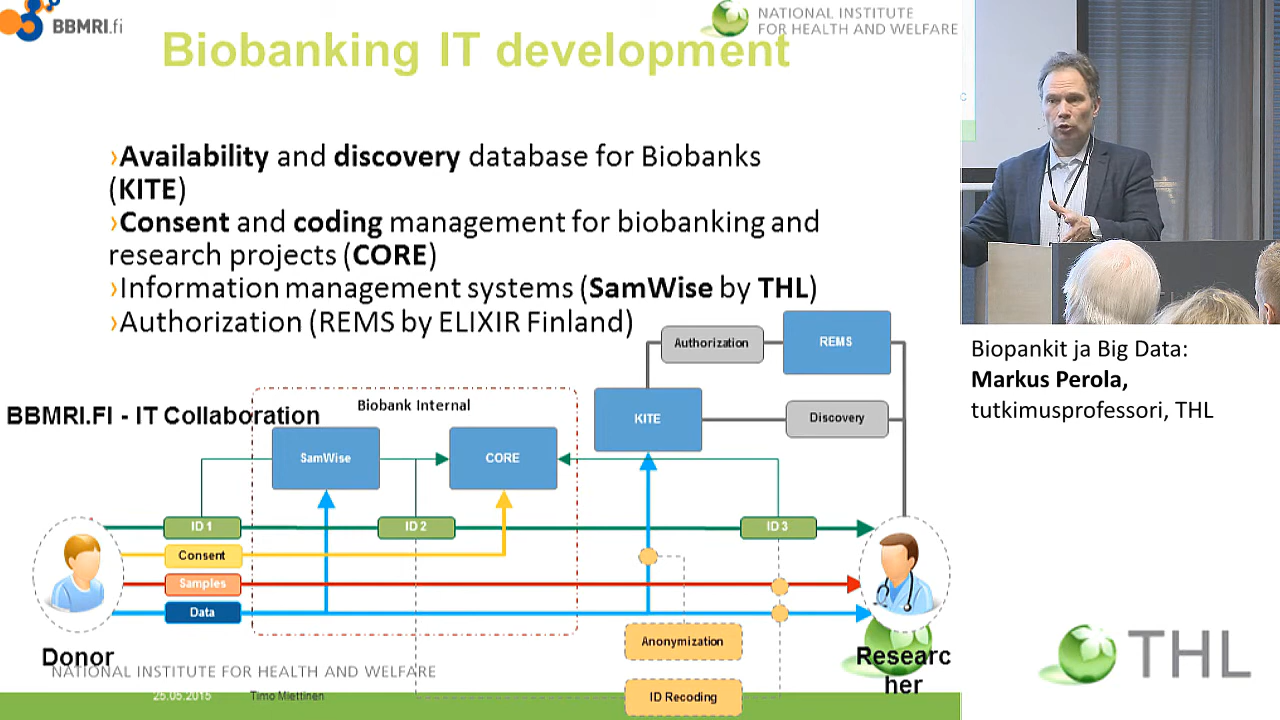 BBMRI.fi
NATIONAL INSTITUTE
FOR HEALTH AND WELFARE
Biobanking IT development
›Availability and discovery database for Biobanks
(KITE)
›Consent and coding management for biobanking and
research projects (CORE)
›Information management systems (SamWise by THL)
›Authorization (REMS by ELIXIR Finland)
Authorization
REMS
BBMRI.FI - IT Collaboration
Biobank Internal
KITE
Discovery
SamWise
CORE
ID 1
ID 2
ID 3
Consent
Samples
Data
Anonymization
ID Recoding
Donor
Researc
her
NATIONAL INSTITUTE FOR HEALTH AND WELFARE
25.05.2015
Timo Miettinen
Biopankit ja Big Data:
Markus Perola,
tutkimusprofessori, THL
THL